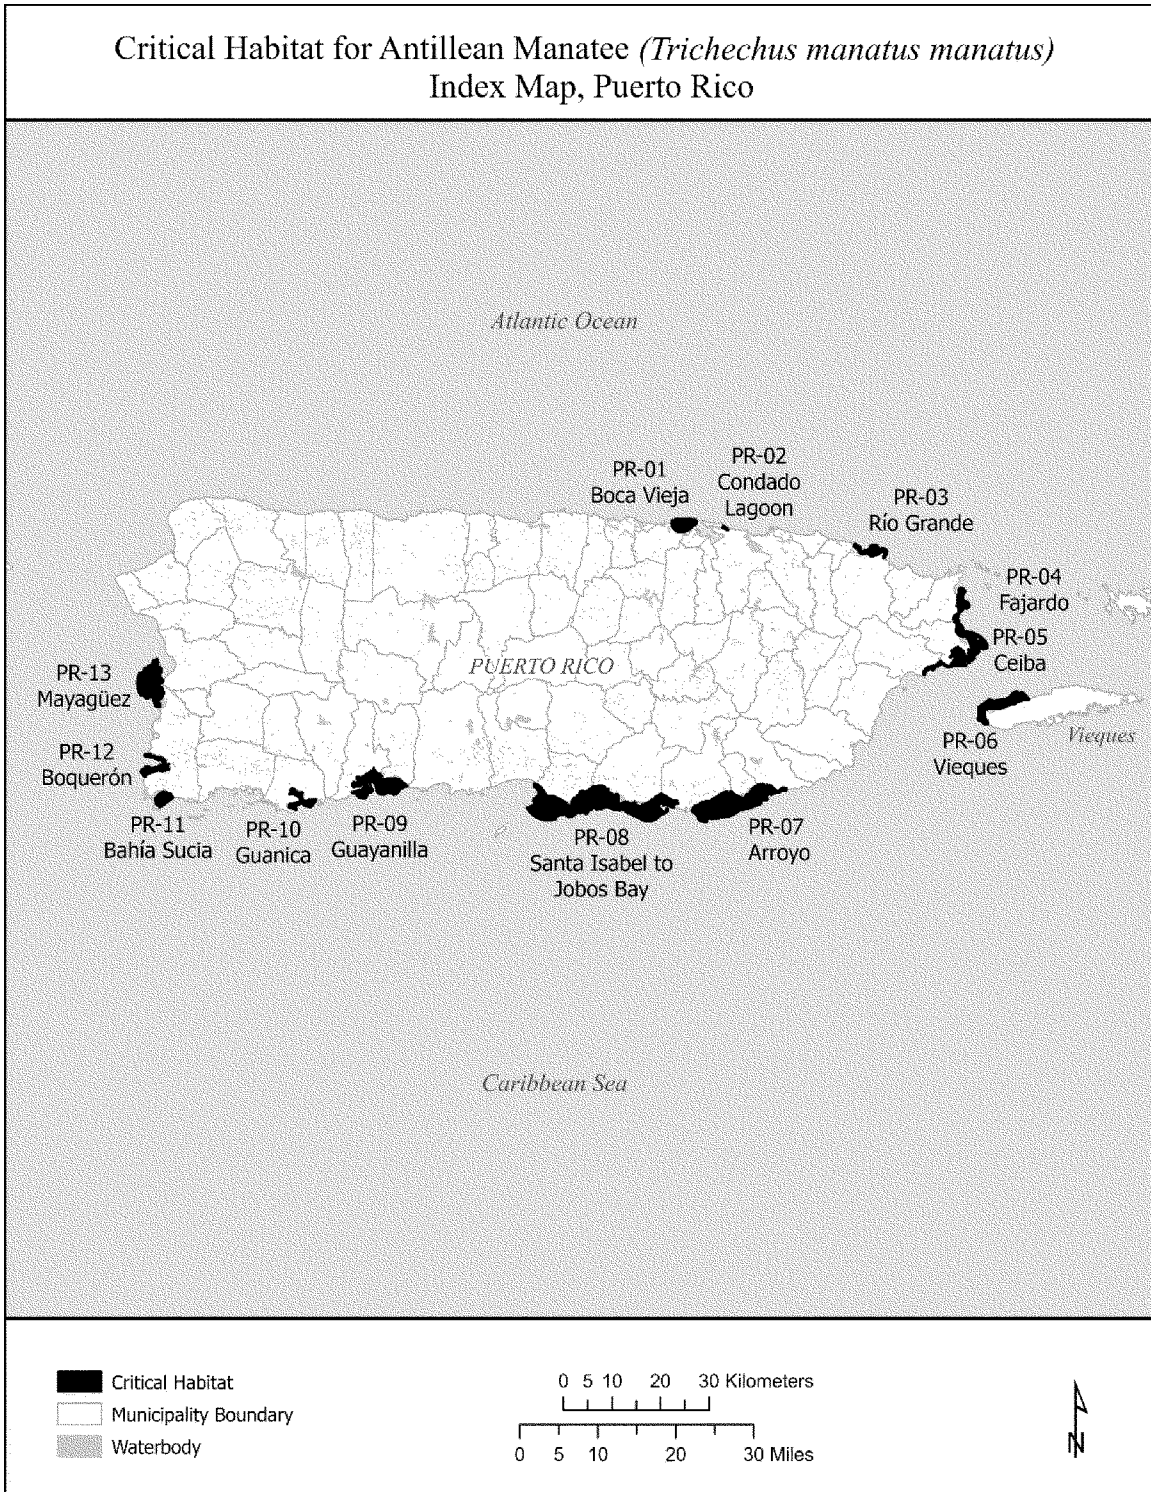 Critical Habitat for Antillean Manatee (Trichechus manatus manatus)
Index Map, Puerto Rico
Atlantic Ocean
PR-01
Boca Vieja
PR-02
Condado
Lagoon
PR-03
Río Grande
PR-04
Fajardo
PR-05
Ceiba
PUERTO RICO
PR-13
Mayagüez
PR-12
Boquerón
PR-06
Vieques
Vieques
PR-11
Bahía Sucia
PR-10
Guanica
PR-09
Guayanilla
PR-08
Santa Isabel to
Jobos Bay
PR-07
Arroyo
Caribbean Sea
Critical Habitat
Municipality Boundary
Waterbody
0 5 10 20 30 Kilometers
0 5 10 20 30 Miles
N